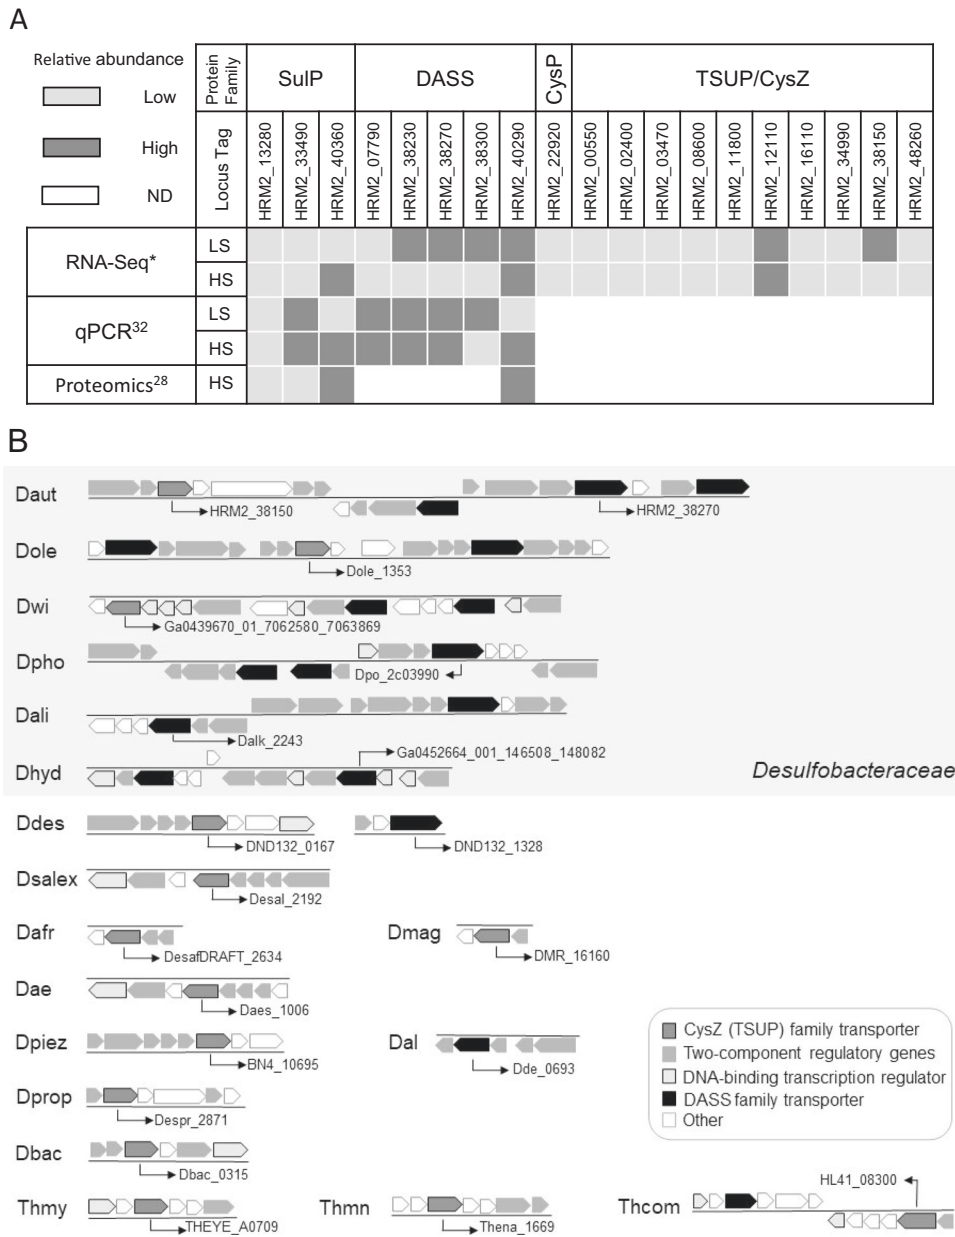 A
Relative abundance
Low
High
ND
Protein Family
SulP
DASS
CysP
TSUP/CysZ
Locus Tag
HRM2_13280
HRM2_33490
HRM2_40360
HRM2_07790
HRM2_38230
HRM2_38270
HRM2_38300
HRM2_40290
HRM2_22920
HRM2_00550
HRM2_02400
HRM2_03470
HRM2_08600
HRM2_11800
HRM2_12110
HRM2_16110
HRM2_34990
HRM2_38150
HRM2_48260
RNA-Seq*
LS
HS
qPCR32
LS
HS
Proteomics28
HS
B
Daut
HRM2_38150
HRM2_38270
Dole
Dole_1353
Dwi
Ga0439670_01_7062580_7063869
Dpho
Dpo_2c03990
Dali
Dalk_2243
Ga0452664_001_146508_148082
Dhyd
Desulfobacteraceae
Ddes
DND132_0167
DND132_1328
Dsalex
Desal_2192
Dafr
DesafDRAFT_2634
Dmag
DMR_16160
Dae
Daes_1006
Dpiez
BN4_10695
Dal
Dde_0693
CysZ (TSUP) family transporter
Two-component regulatory genes
DNA-binding transcription regulator
DASS family transporter
Other
Dprop
Despr_2871
Dbac
Dbac_0315
Thmy
THEYE_A0709
Thmn
Thena_1669
Thcom
HL41_08300